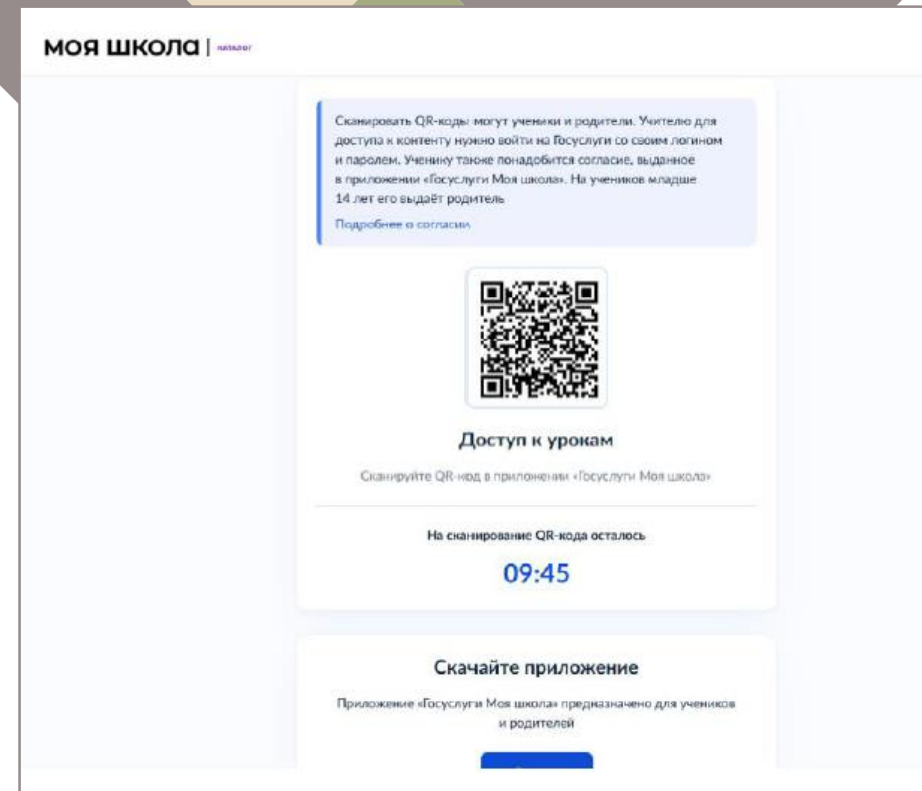 МОЯ ШКОЛА | КАТАЛОГ
Сканировать QR-коды могут ученики и родители. Учителю для
доступа к контенту нужно войти на Госуслуги со своим логином
и паролем. Ученику также понадобится согласие, выданное
в приложении «Госуслуги Моя школа». На учеников младше
14 лет его выдаёт родитель
Подробнее о согласии
Доступ к урокам
Сканируйте QR-код в приложении «Госуслуги Моя школа»
На сканирование QR-кода осталось
09:45
Скачайте приложение
Приложение «Госуслуги Моя школа» предназначено для учеников
и родителей